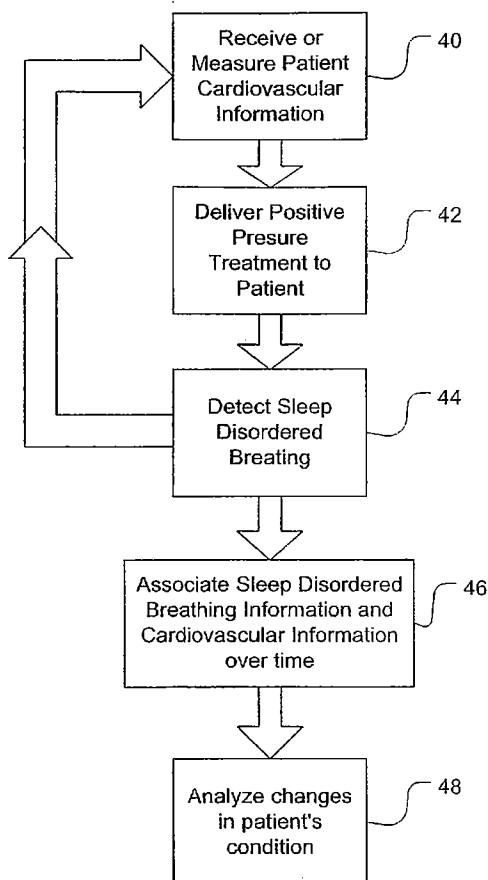 Receive or
Measure Patient
Cardiovascular
Information
40
Deliver Positive
Presure
Treatment to
Patient
42
Detect Sleep
Disordered
Breating
44
Associate Sleep Disordered
Breathing Information and
Cardiovascular Information
over time
46
Analyze changes
in patient's
condition
48